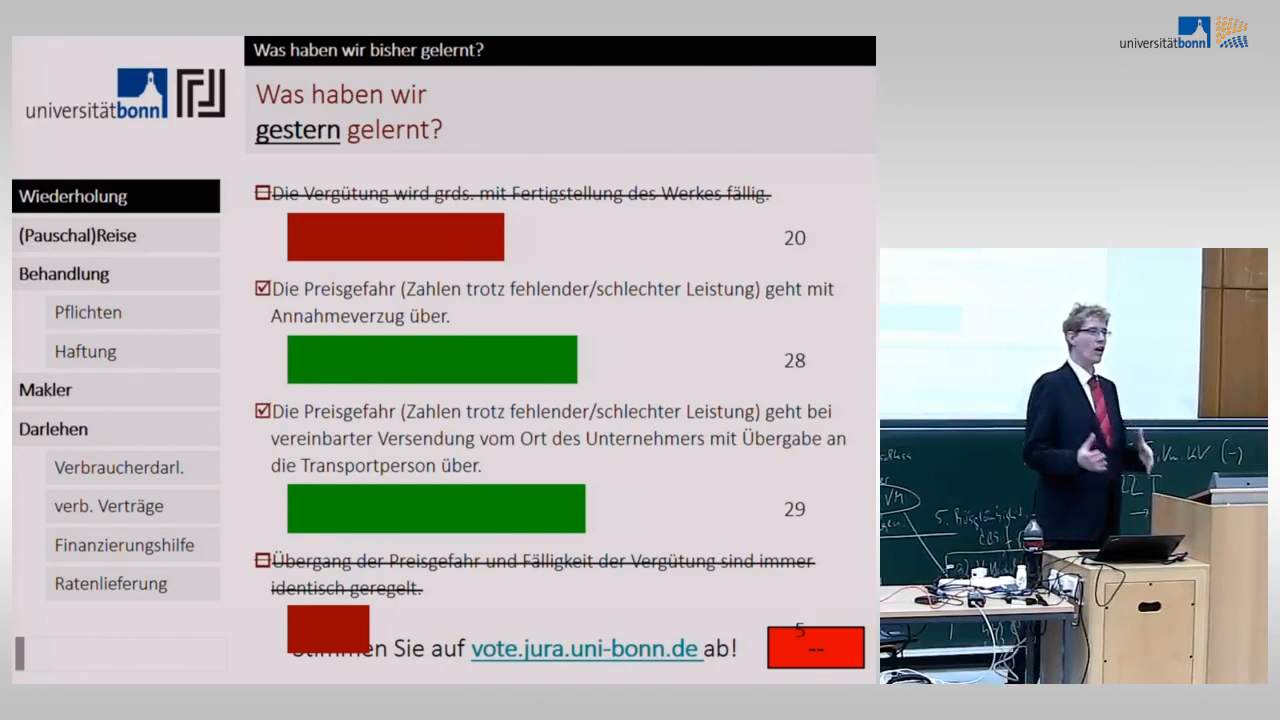 universitätbonn
Was haben wir bisher gelernt?
universitätbonn
Was haben wir
gestern gelernt?
Wiederholung
(Pauschal)Reise
Behandlung
Pflichten
Haftung
Makler
Darlehen
Verbraucherdarl.
verb. Verträge
Finanzierungshilfe
Ratenlieferung
Die Vergütung wird grds. mit Fertigstellung des Werkes fällig.
20
Die Preisgefahr (Zahlen trotz fehlender/schlechter Leistung) geht mit
Annahmeverzug über.
28
Die Preisgefahr (Zahlen trotz fehlender/schlechter Leistung) geht bei
vereinbarter Versendung vom Ort des Unternehmers mit Übergabe an
die Transportperson über.
29
Übergang der Preisgefahr und Fälligkeit der Vergütung sind immer
identisch geregelt.
5
Stimmen Sie auf vote.jura.uni-bonn.de ab!
--
VM
(-)
5.